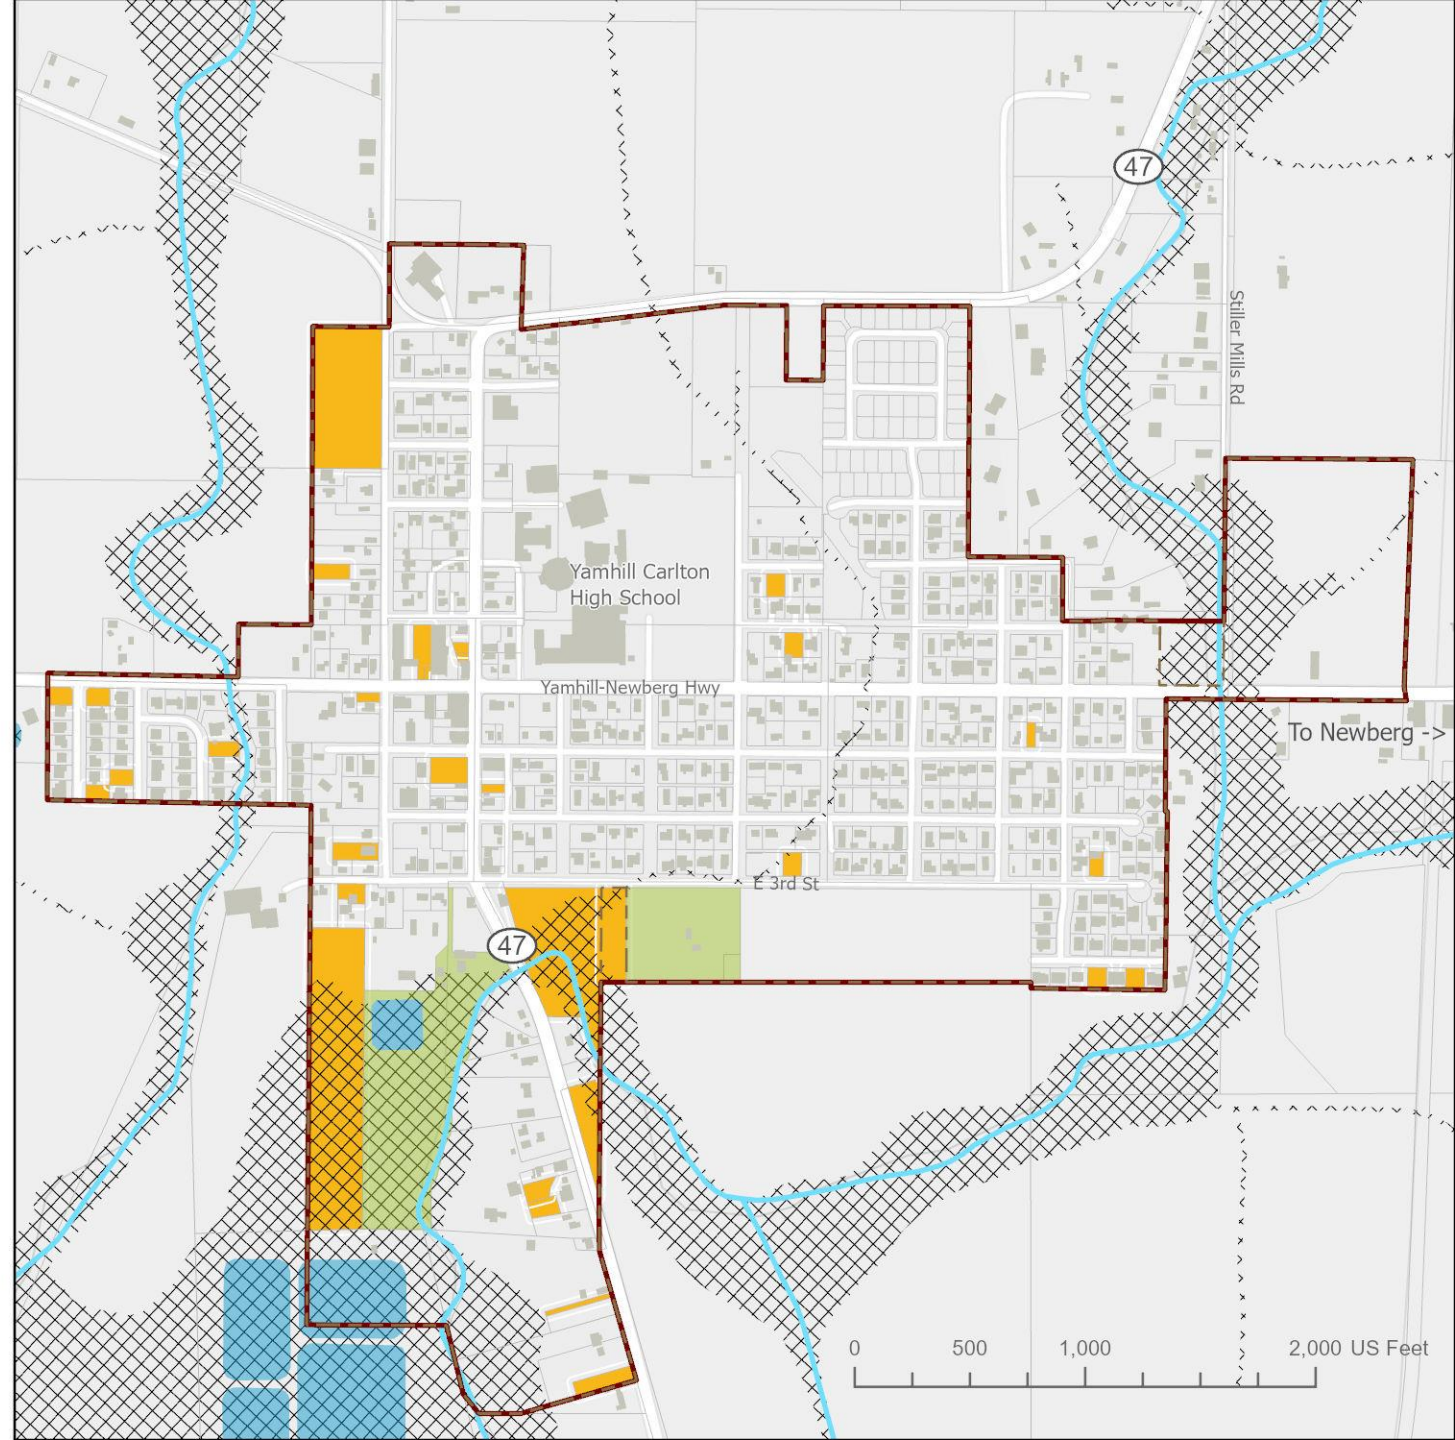 47
Stiller Mills Rd
Yamhill Carlton
High School
Yamhill-Newberg Hwy
To Newberg ->
E 3rd St
47
0 500 1,000 2,000 US Feet